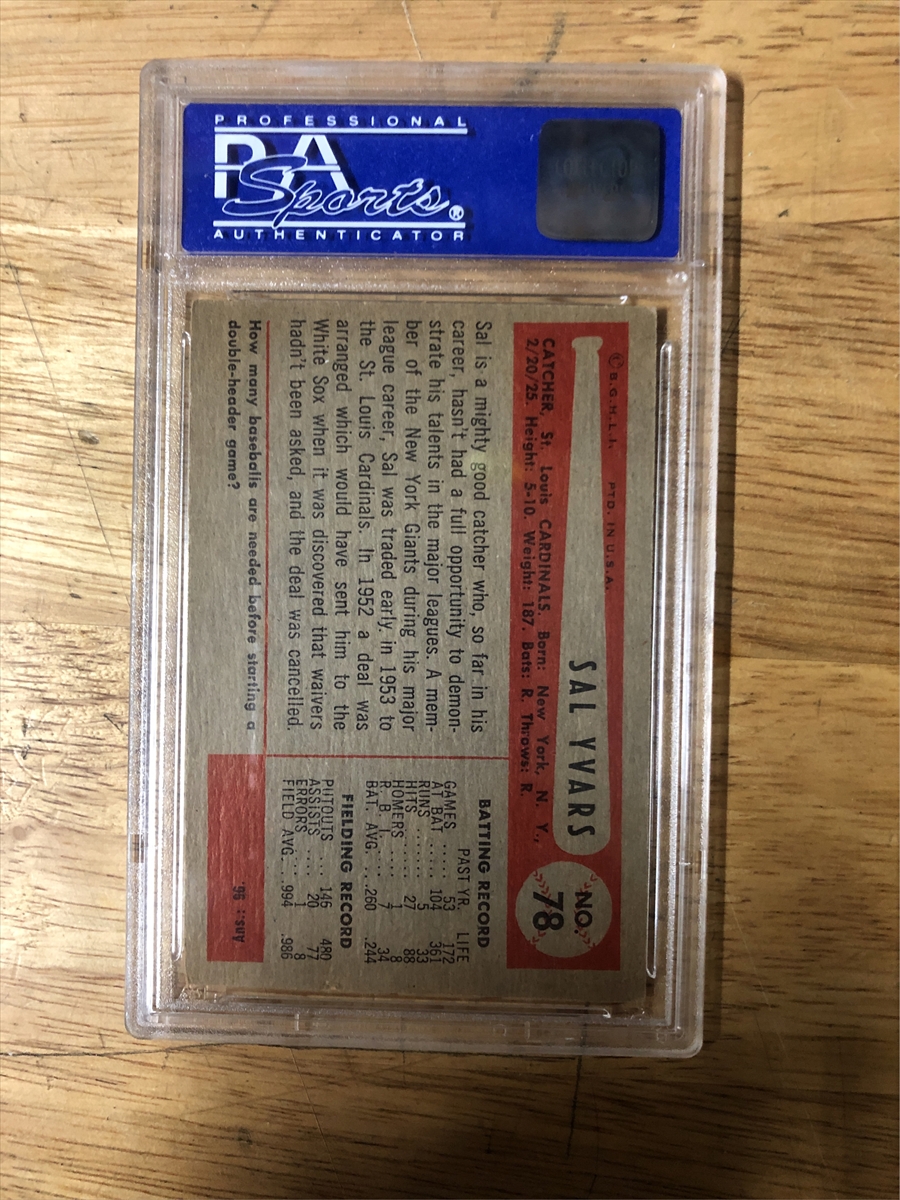 PROFESSIONAL
PSA
Sports®
AUTHENTICATOR
© B.G.H.L.I. PTD. IN U.S.A.
SAL YVARS
NO. 78
CATCHER, St. Louis CARDINALS. Born: New York, N. Y.,
2/20/25. Height: 5-10. Weight: 187. Bats: R. Throws: R.
Sal is a mighty good catcher who, so far in his
career, hasn't had a full opportunity to demon-
strate his talents in the major leagues. A mem-
ber of the New York Giants during his major
league career, Sal was traded early in 1953 to
the St. Louis Cardinals. In 1952 a deal was
arranged which would have sent him to the
White Sox when it was discovered that waivers
hadn't been asked, and the deal was cancelled.
BATTING RECORD
PAST YR. LIFE
GAMES ..... 53 172
AT BAT ..... 104 361
RUNS ...... 5 33
HITS ..... 27 88
HOMERS .... 1 8
R. B. I. .... 7 34
BAT. AVG. ...260 .244
FIELDING RECORD
PUTOUTS .... 146 480
ASSISTS .... 20 77
ERRORS ..... 1 8
FIELD AVG. ..994 .986
How many baseballs are needed before starting a
double-header game?
Ans.: 96.